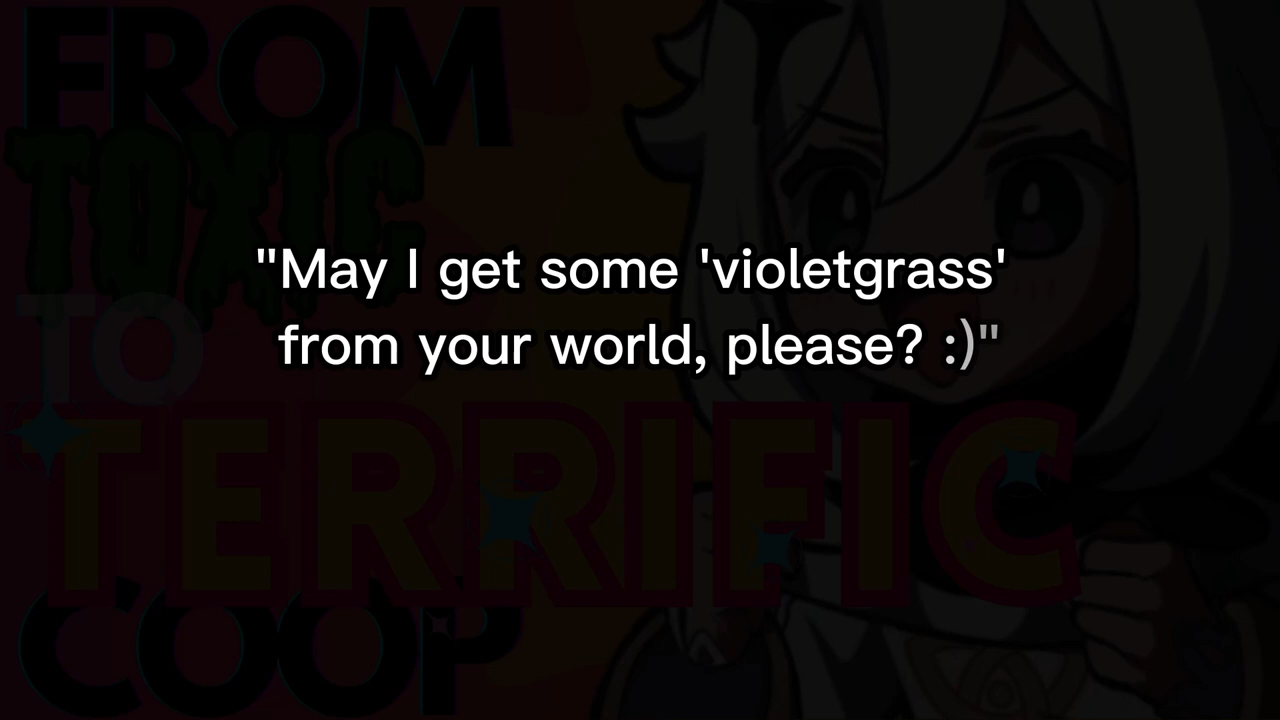 FROM
TOXIC
TO
TERRIFIC
COOP
"May I get some 'violetgrass'
from your world, please? :)"